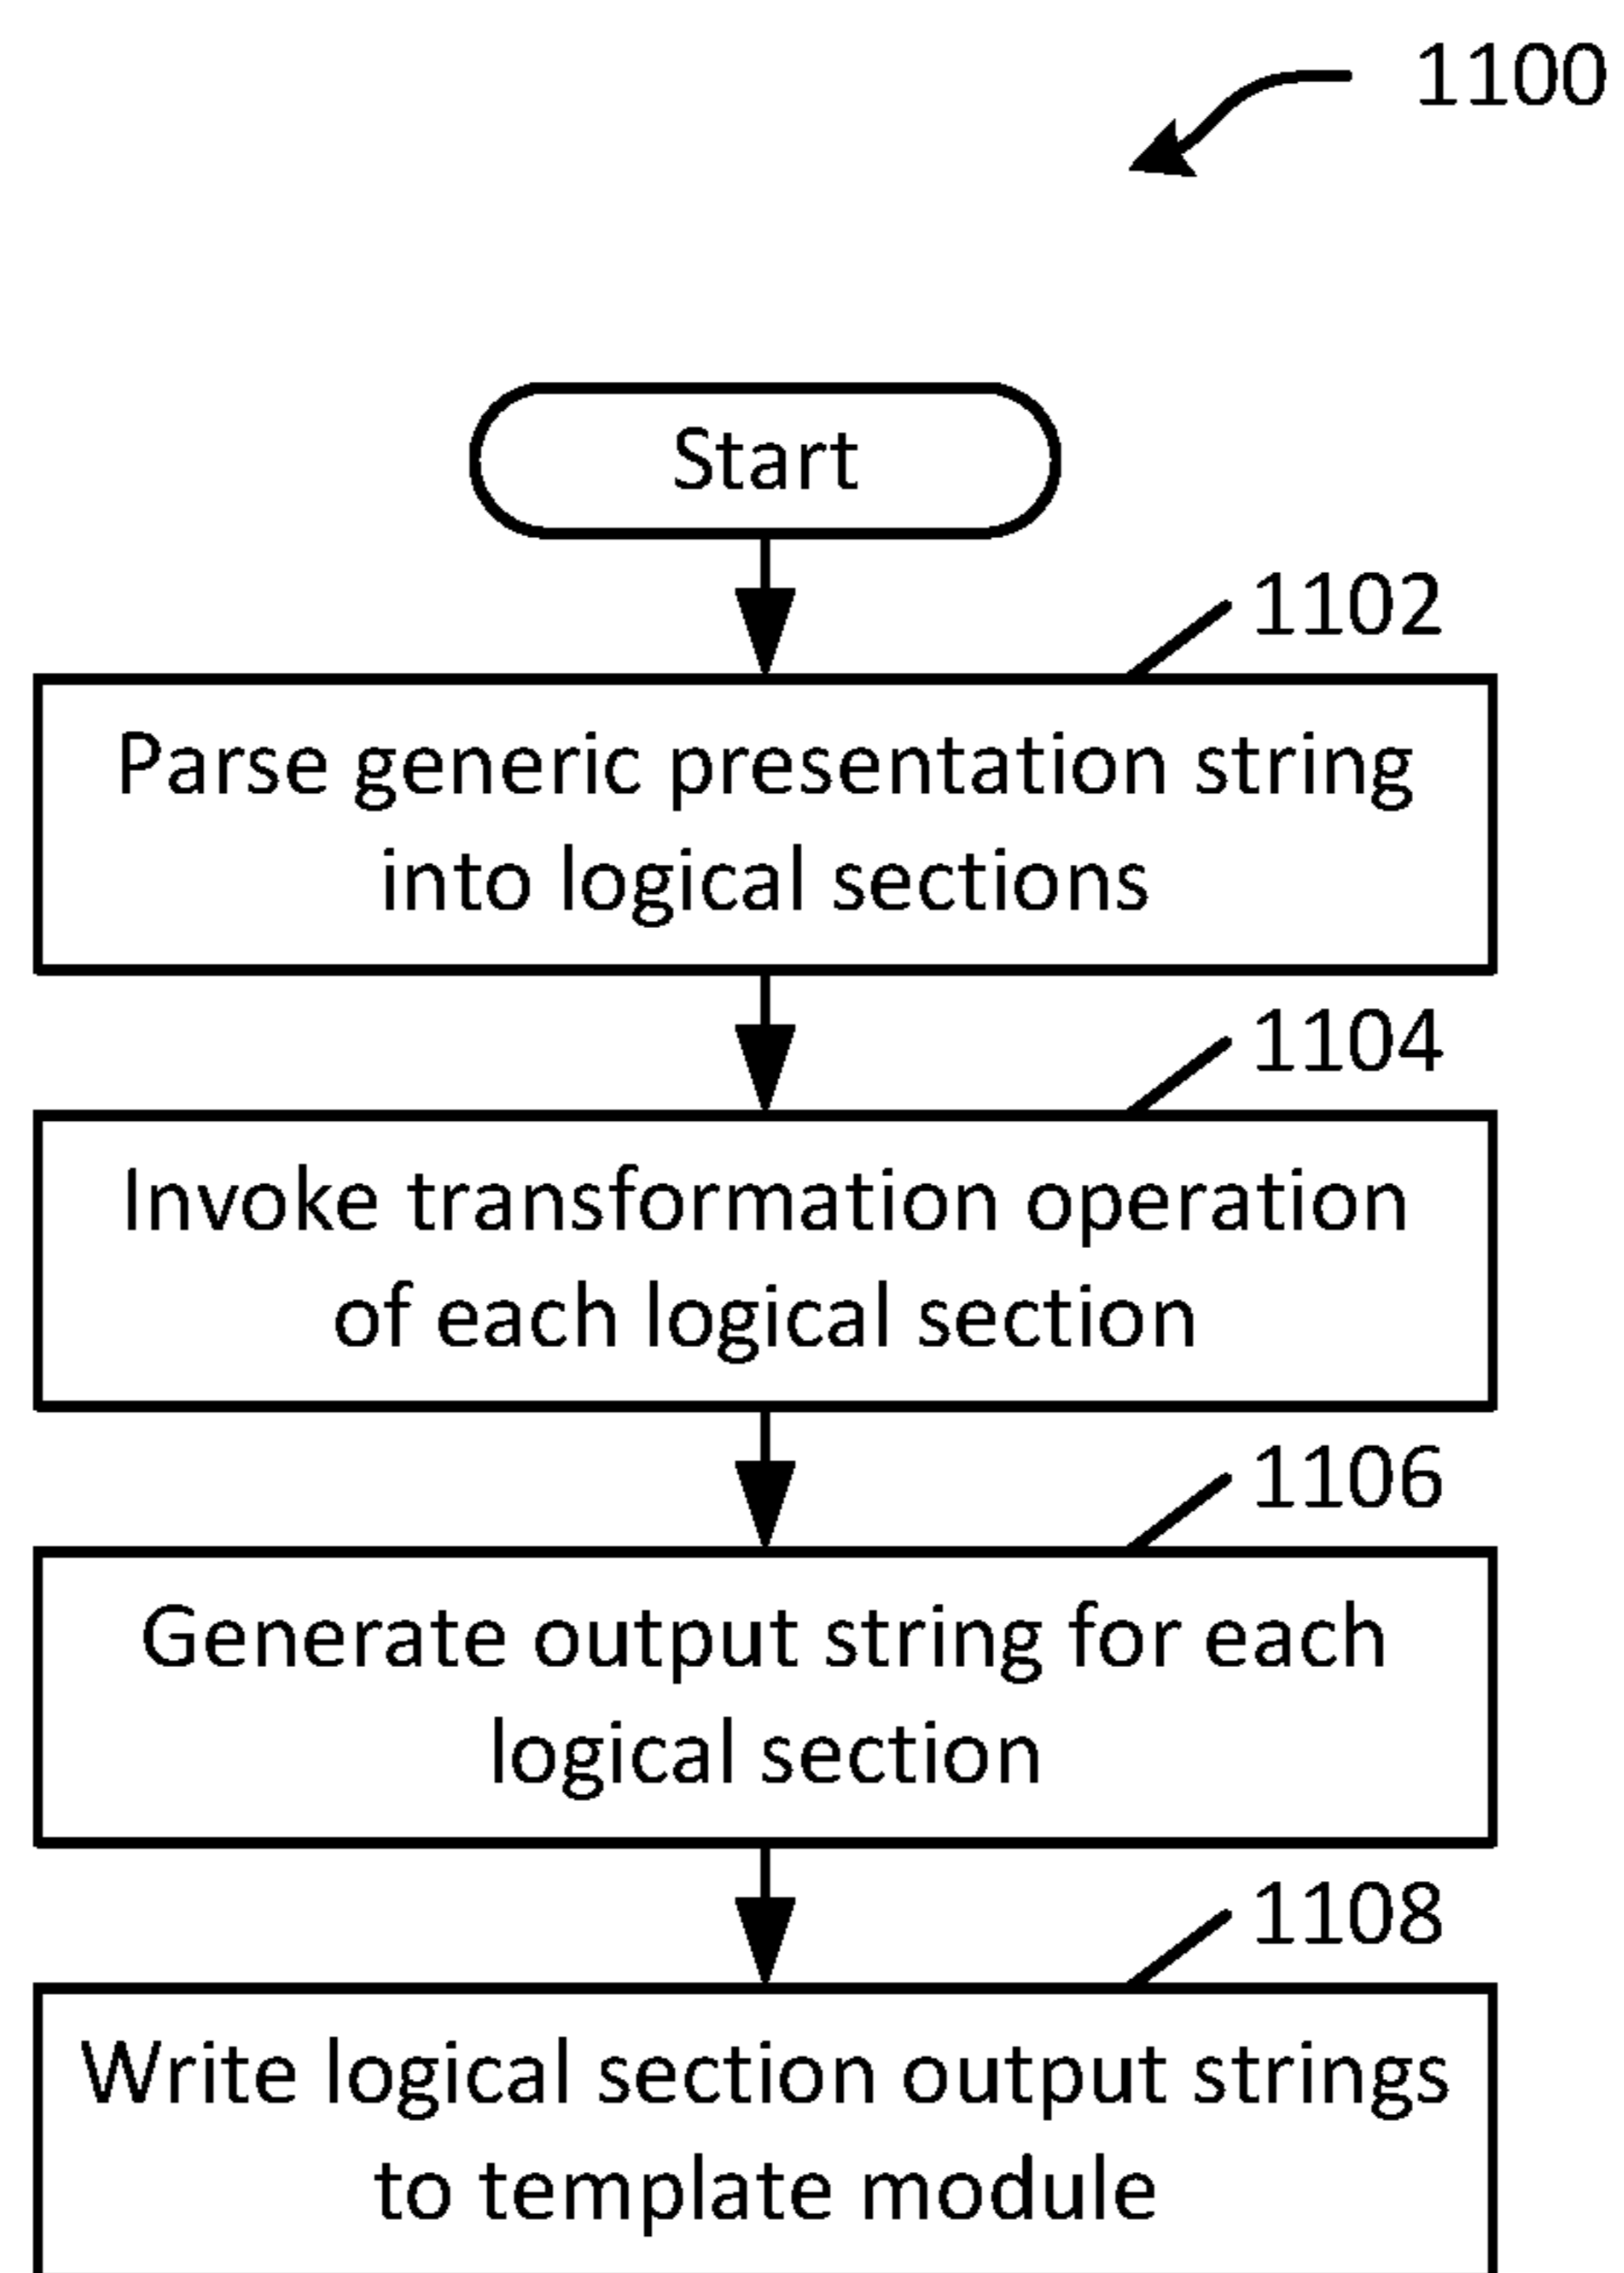 1100
Start
1102
Parse generic presentation string
into logical sections
1104
Invoke transformation operation
of each logical section
1106
Generate output string for each
logical section
1108
Write logical section output strings
to template module